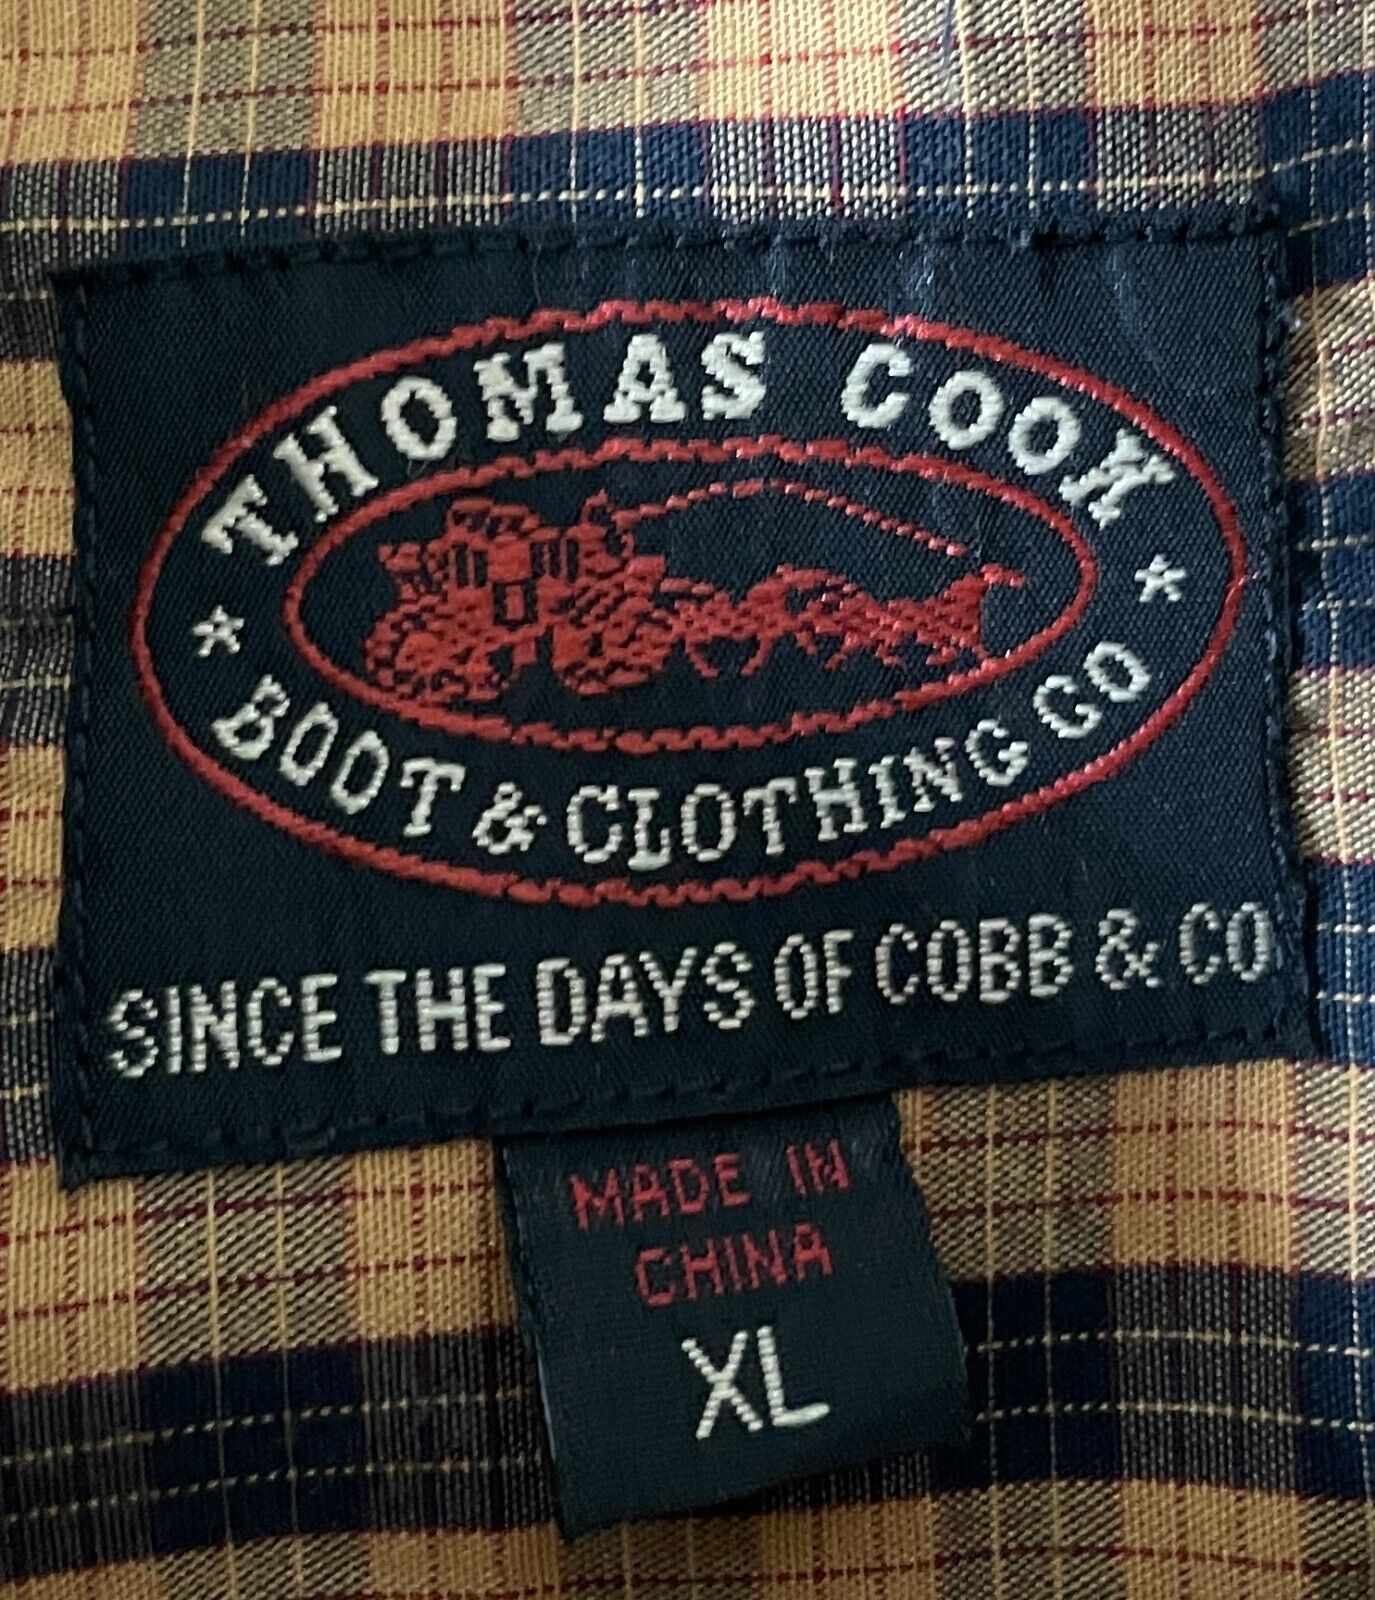 THOMAS COOK
* BOOT & CLOTHING CO *
SINCE THE DAYS OF COBB & CO
MADE IN
CHINA
XL